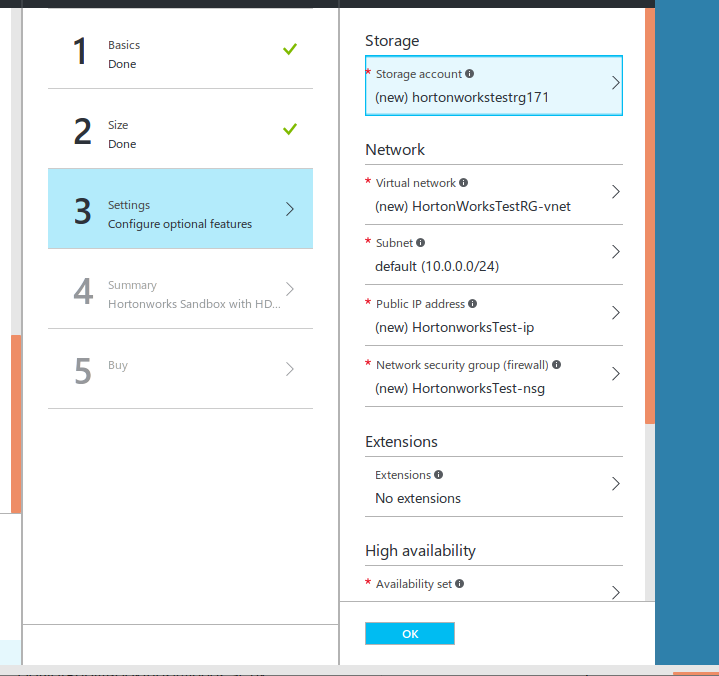 1
Basics
Done
2
Size
Done
3
Settings
Configure optional features
4
Summary
Hortonworks Sandbox with HD...
5
Buy
Storage
* Storage account
(new) hortonworkstestrg171
Network
* Virtual network
(new) HortonWorksTestRG-vnet
* Subnet
default (10.0.0.0/24)
* Public IP address
(new) HortonworksTest-ip
* Network security group (firewall)
(new) HortonworksTest-nsg
Extensions
Extensions
No extensions
High availability
* Availability set
OK